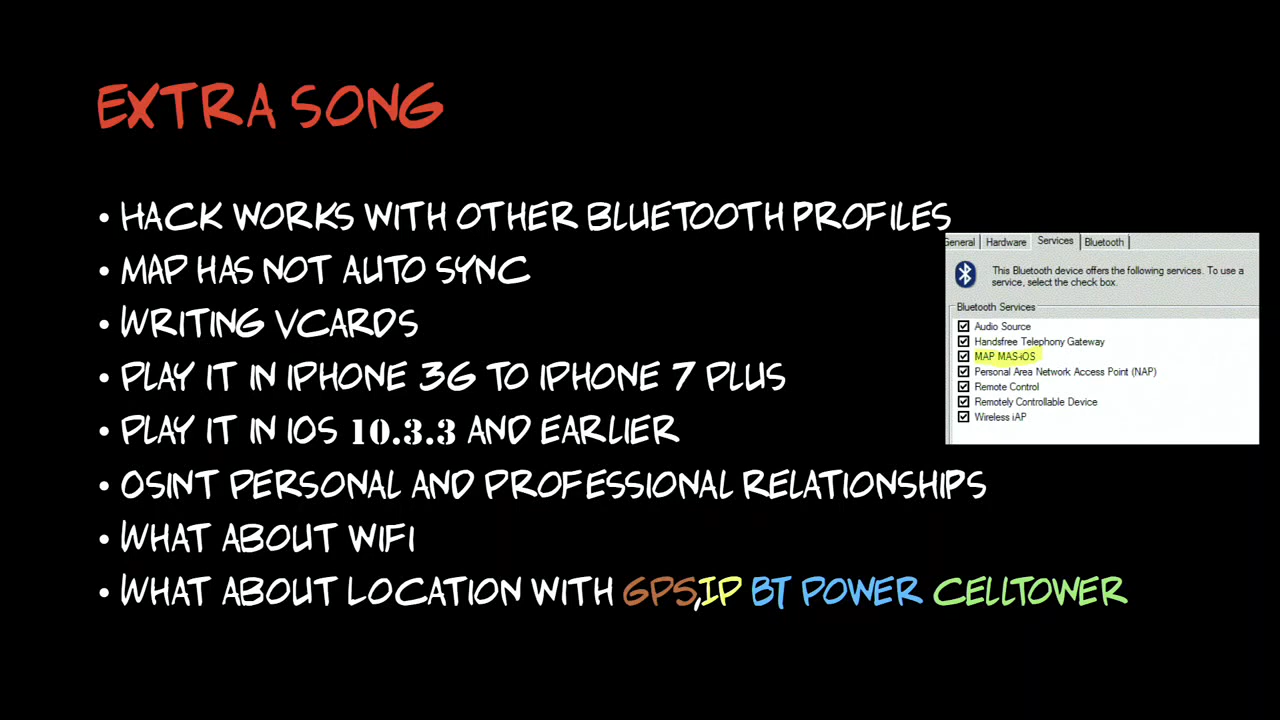 EXTRA SONG
• HACK WORKS WITH OTHER BLUETOOTH PROFILES
• MAP HAS NOT AUTO SYNC
• WRITING VCARDS
• PLAY IT IN IPHONE 3G TO IPHONE 7 PLUS
• PLAY IT IN IOS 10.3.3 AND EARLIER
• OSINT PERSONAL AND PROFESSIONAL RELATIONSHIPS
• WHAT ABOUT WIFI
• WHAT ABOUT LOCATION WITH GPS,IP BT POWER CELLTOWER
General Hardware Services Bluetooth
This Bluetooth device offers the following services. To use a
service, select the check box.
Bluetooth Services
Audio Source
Handsfree Telephony Gateway
MAP MAS-iOS
Personal Area Network Access Point (NAP)
Remote Control
Remotely Controllable Device
Wireless iAP